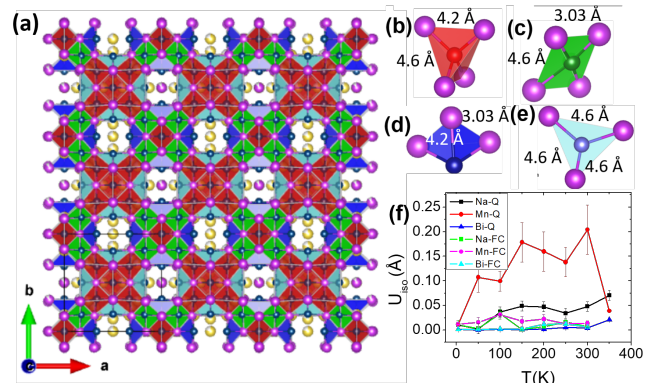 (a)
b
c
a
(b)
4.2 Å
4.6 Å
(c)
3.03 Å
4.6 Å
(d)
3.03 Å
4.2 Å
(e)
4.6 Å
4.6 Å
4.6 Å
(f)
Na-Q
Mn-Q
Bi-Q
Na-FC
Mn-FC
Bi-FC
U_iso (Å)
0.25
0.20
0.15
0.10
0.05
0.00
0 100 200 300 400
T(K)